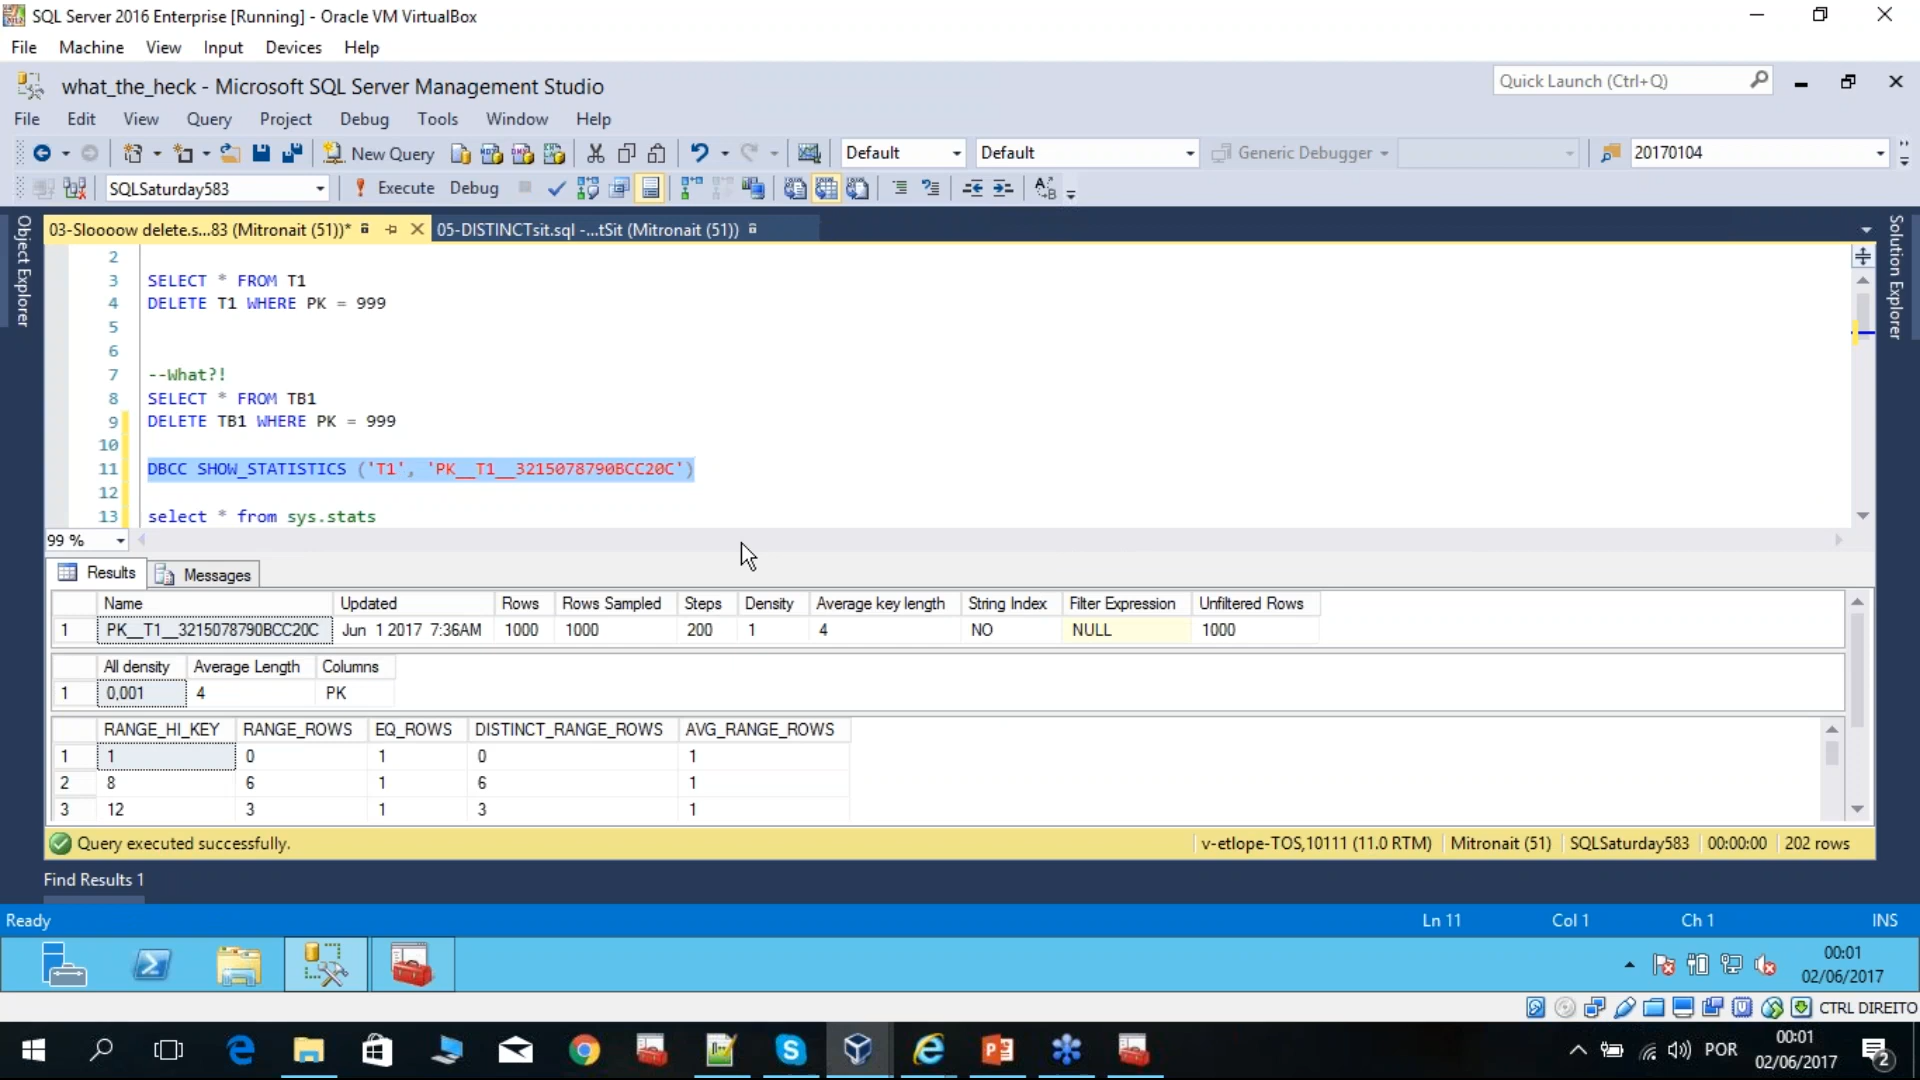 SQL Server 2016 Enterprise [Running] - Oracle VM VirtualBox
File Machine View Input Devices Help
what_the_heck - Microsoft SQL Server Management Studio
Quick Launch (Ctrl+Q)
File Edit View Query Project Debug Tools Window Help
New Query Default Default Generic Debugger 20170104
SQLSaturday583 Execute Debug
Object Explorer
03-Sloooow delete.s...83 (Mitronait (51))* 05-DISTINCTsit.sql -...tSit (Mitronait (51))
Solution Explorer
2
3 SELECT * FROM T1
4 DELETE T1 WHERE PK = 999
5
6
7 --What?!
8 SELECT * FROM TB1
9 DELETE TB1 WHERE PK = 999
10
11 DBCC SHOW_STATISTICS ('T1', 'PK__T1__3215078790BCC20C')
12
13 select * from sys.stats
99 %
Results Messages
Name Updated Rows Rows Sampled Steps Density Average key length String Index Filter Expression Unfiltered Rows
1 PK__T1__3215078790BCC20C Jun 1 2017 7:36AM 1000 1000 200 1 4 NO NULL 1000
All density Average Length Columns
1 0,001 4 PK
RANGE_HI_KEY RANGE_ROWS EQ_ROWS DISTINCT_RANGE_ROWS AVG_RANGE_ROWS
1 1 0 1 0 1
2 8 6 1 6 1
3 12 3 1 3 1
Query executed successfully. v-etlope-TOS,10111 (11.0 RTM) Mitronait (51) SQLSaturday583 00:00:00 202 rows
Find Results 1
Ready Ln 11 Col 1 Ch 1 INS
00:01
02/06/2017
CTRL DIREITO
POR
00:01
02/06/2017
2